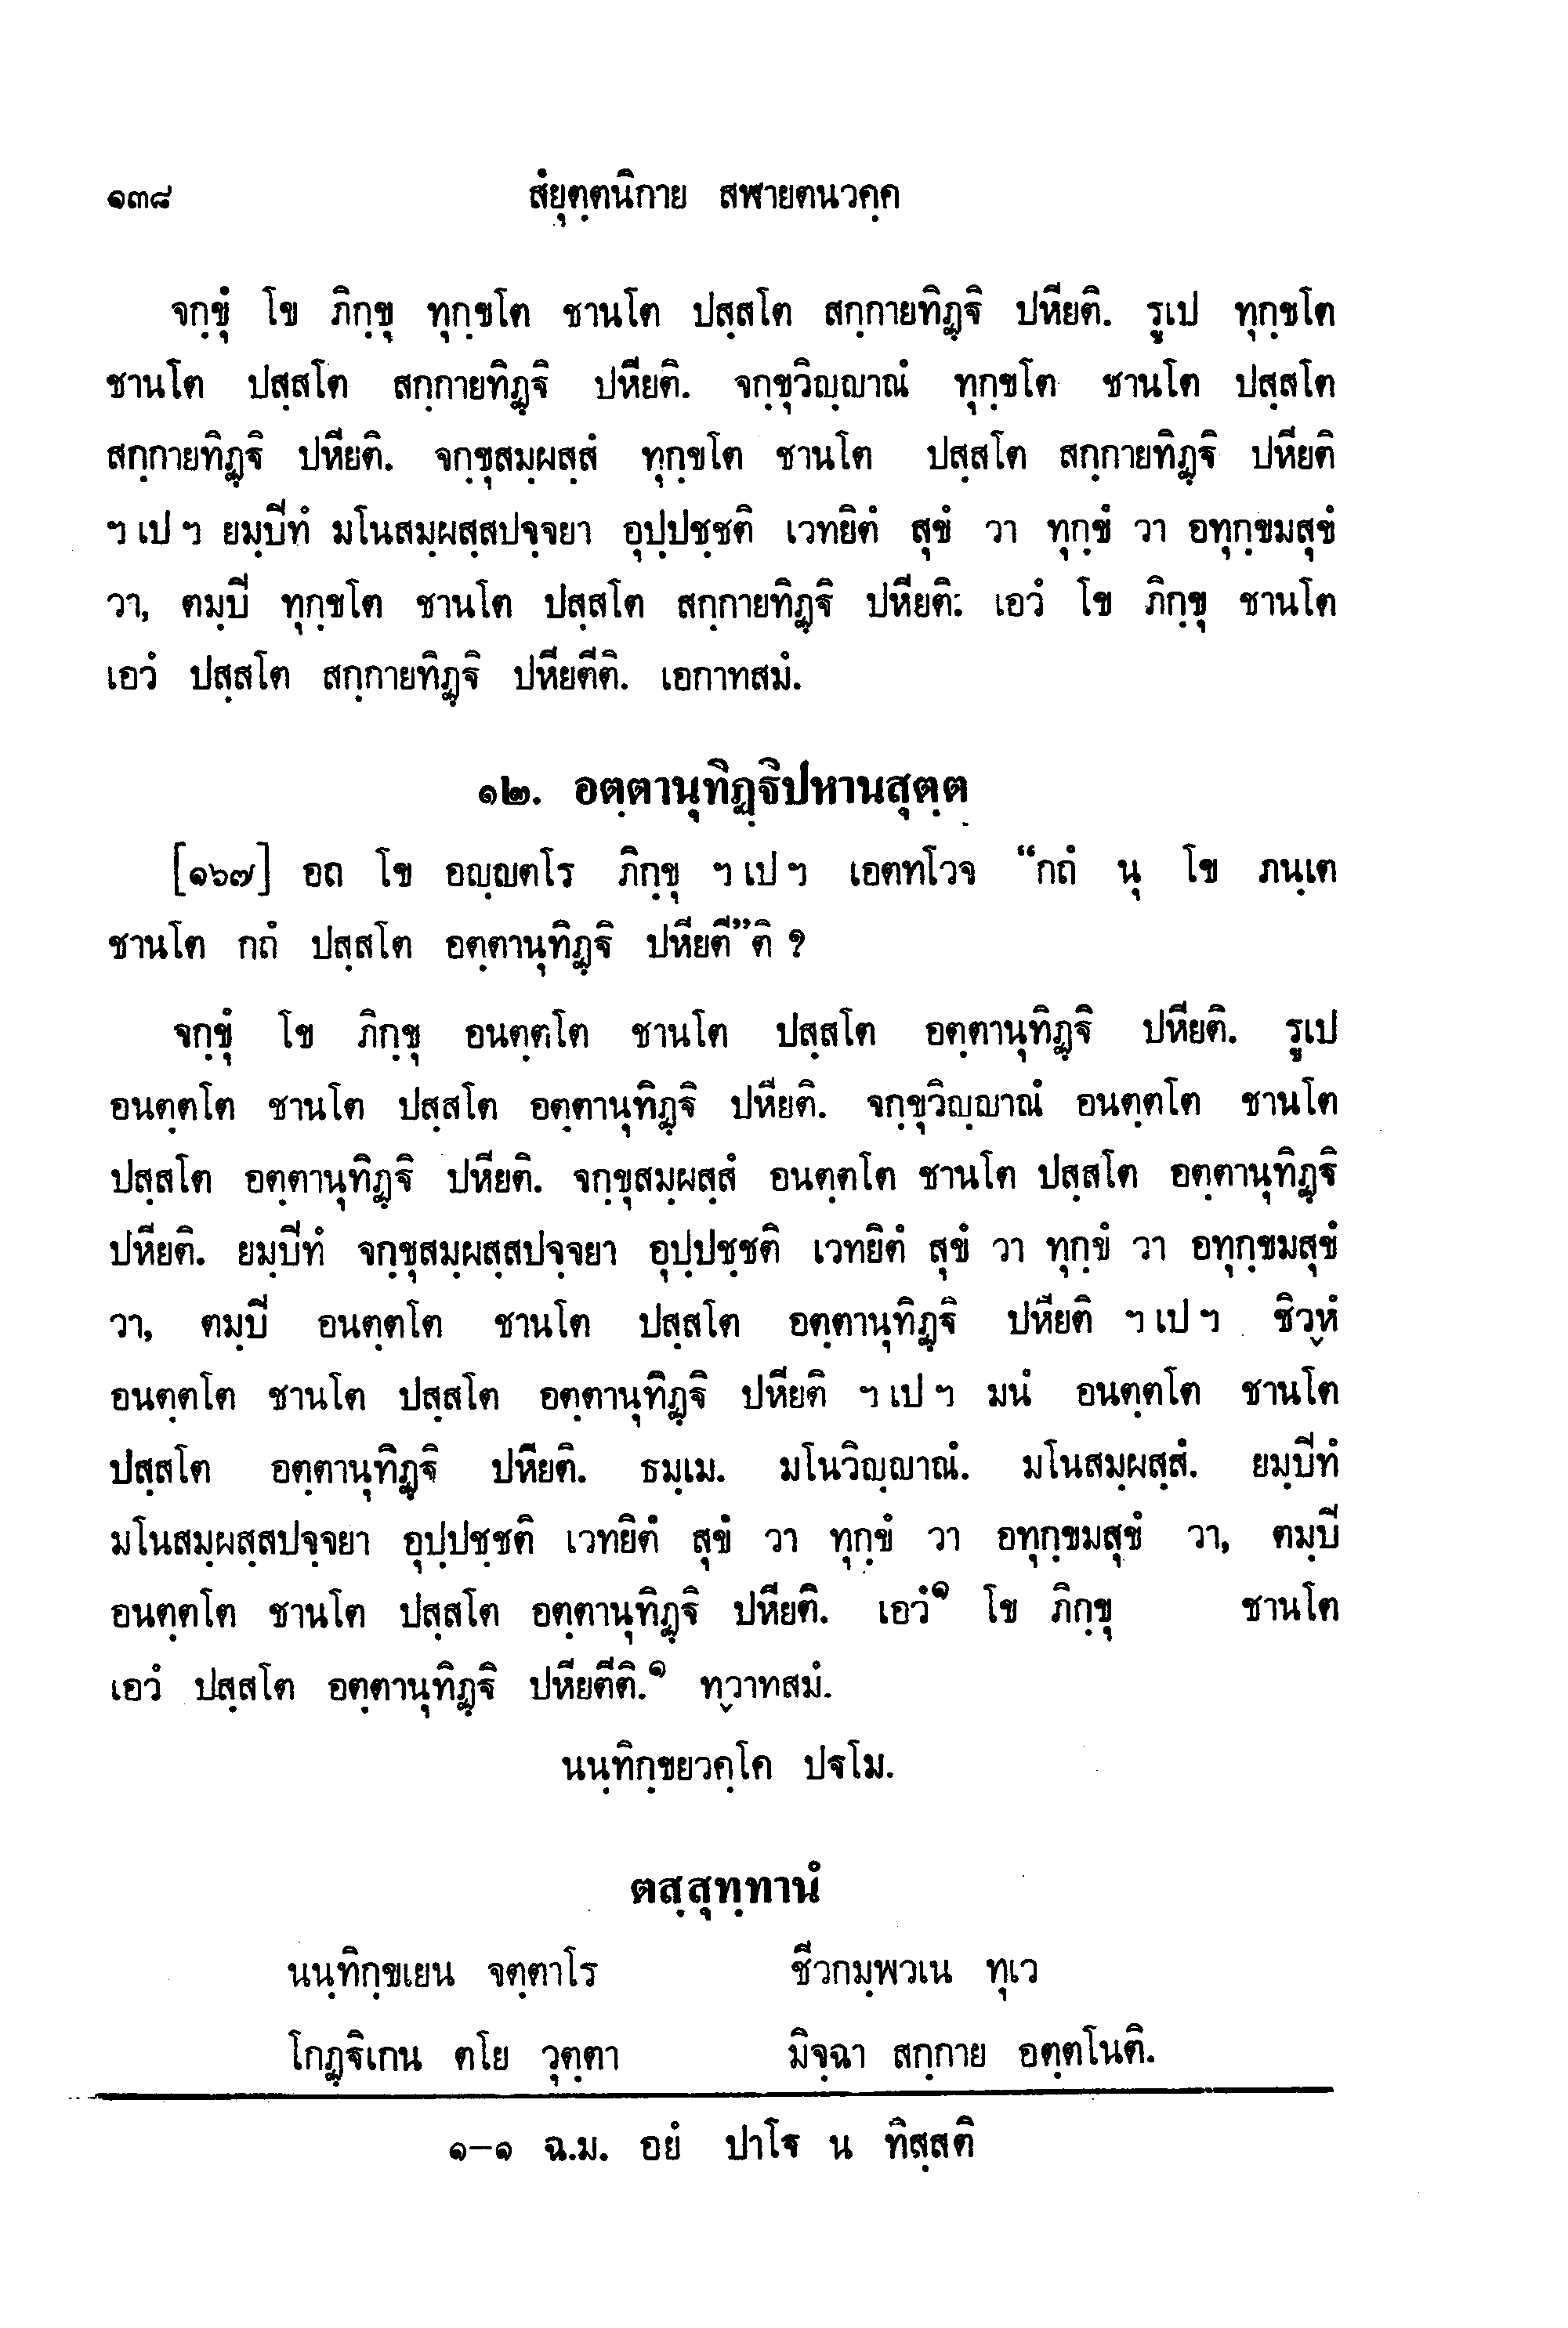 ๑๓๘ สํยุตฺตนิกาย สฬายตนวคฺค
จกฺขุํ โข ภิกฺขุ ทุกฺขโต ชานโต ปสฺสโต สกฺกายทิฏฺฐิ ปหียติ. รูเป ทุกฺขโต
ชานโต ปสฺสโต สกฺกายทิฏฺฐิ ปหียติ. จกฺขุวิญฺญาณํ ทุกฺขโต ชานโต ปสฺสโต
สกฺกายทิฏฺฐิ ปหียติ. จกฺขุสมฺผสฺสํ ทุกฺขโต ชานโต ปสฺสโต สกฺกายทิฏฺฐิ ปหียติ
ฯเปฯ ยมฺปีทํ มโนสมฺผสฺสปจฺจยา อุปฺปชฺชติ เวทยิตํ สุขํ วา ทุกฺขํ วา อทุกฺขมสุขํ
วา, ตมฺปี ทุกฺขโต ชานโต ปสฺสโต สกฺกายทิฏฺฐิ ปหียติ: เอวํ โข ภิกฺขุ ชานโต
เอวํ ปสฺสโต สกฺกายทิฏฺฐิ ปหียตีติ. เอกาทสมํ.
๑๒. อตฺตานุทิฏฺฐิปหานสุตฺต
[๑๖๗] อถ โข อญฺญตโร ภิกฺขุ ฯเปฯ เอตทโวจ “กถํ นุ โข ภนฺเต
ชานโต กถํ ปสฺสโต อตฺตานุทิฏฺฐิ ปหียตี”ติ ?
จกฺขุํ โข ภิกฺขุ อนตฺตโต ชานโต ปสฺสโต อตฺตานุทิฏฺฐิ ปหียติ. รูเป
อนตฺตโต ชานโต ปสฺสโต อตฺตานุทิฏฺฐิ ปหียติ. จกฺขุวิญฺญาณํ อนตฺตโต ชานโต
ปสฺสุโต อตฺตานุทิฏฺฐิ ปหียติ. จกฺขุสมฺผสฺสํ อนตฺตโต ชานโต ปสฺสโต อตฺตานุทิฏฺฐิ
ปหียติ. ยมฺปีทํ จกฺขุสมฺผสฺสปจฺจยา อุปฺปชฺชติ เวทยิตํ สุขํ วา ทุกฺขํ วา อทุกฺขมสุขํ
วา, ตมฺปี อนตฺตโต ชานโต ปสฺสโต อตฺตานุทิฏฺฐิ ปหียติ ฯเปฯ ชิวฺหํ
อนตฺตโต ชานโต ปสฺสโต อตฺตานุทิฏฺฐิ ปหียติ ฯเปฯ มนํ อนตฺตโต ชานโต
ปสฺสโต อตฺตานุทิฏฺฐิ ปหียติ. ธมฺเม. มโนวิญฺญาณํ. มโนสมฺผสฺสํ. ยมฺปีทํ
มโนสมฺผสฺสปจฺจยา อุปฺปชฺชติ เวทยิตํ สุขํ วา ทุกฺขํ วา อทุกฺขมสุขํ วา, ตมฺปี
อนตฺตโต ชานโต ปสฺสโต อตฺตานุทิฏฺฐิ ปหียติ. เอวํ๑ โข ภิกฺขุ ชานโต
เอวํ ปสฺสโต อตฺตานุทิฏฺฐิ ปหียตีติ.๑ ทฺวาทสมํ.
นนฺทิกฺขยวคฺโค ปฐโม.
ตสฺสุทฺทานํ
นนฺทิกฺขเยน จตฺตาโร ชีวกมฺพวเน ทุเว
โกฏฺฐิเกน ตโย วุตฺตา มิจฺฉา สกฺกาย อตฺตโนติ.
๑–๑ ฉ.ม. อยํ ปาโฐ น ทิสฺสติ